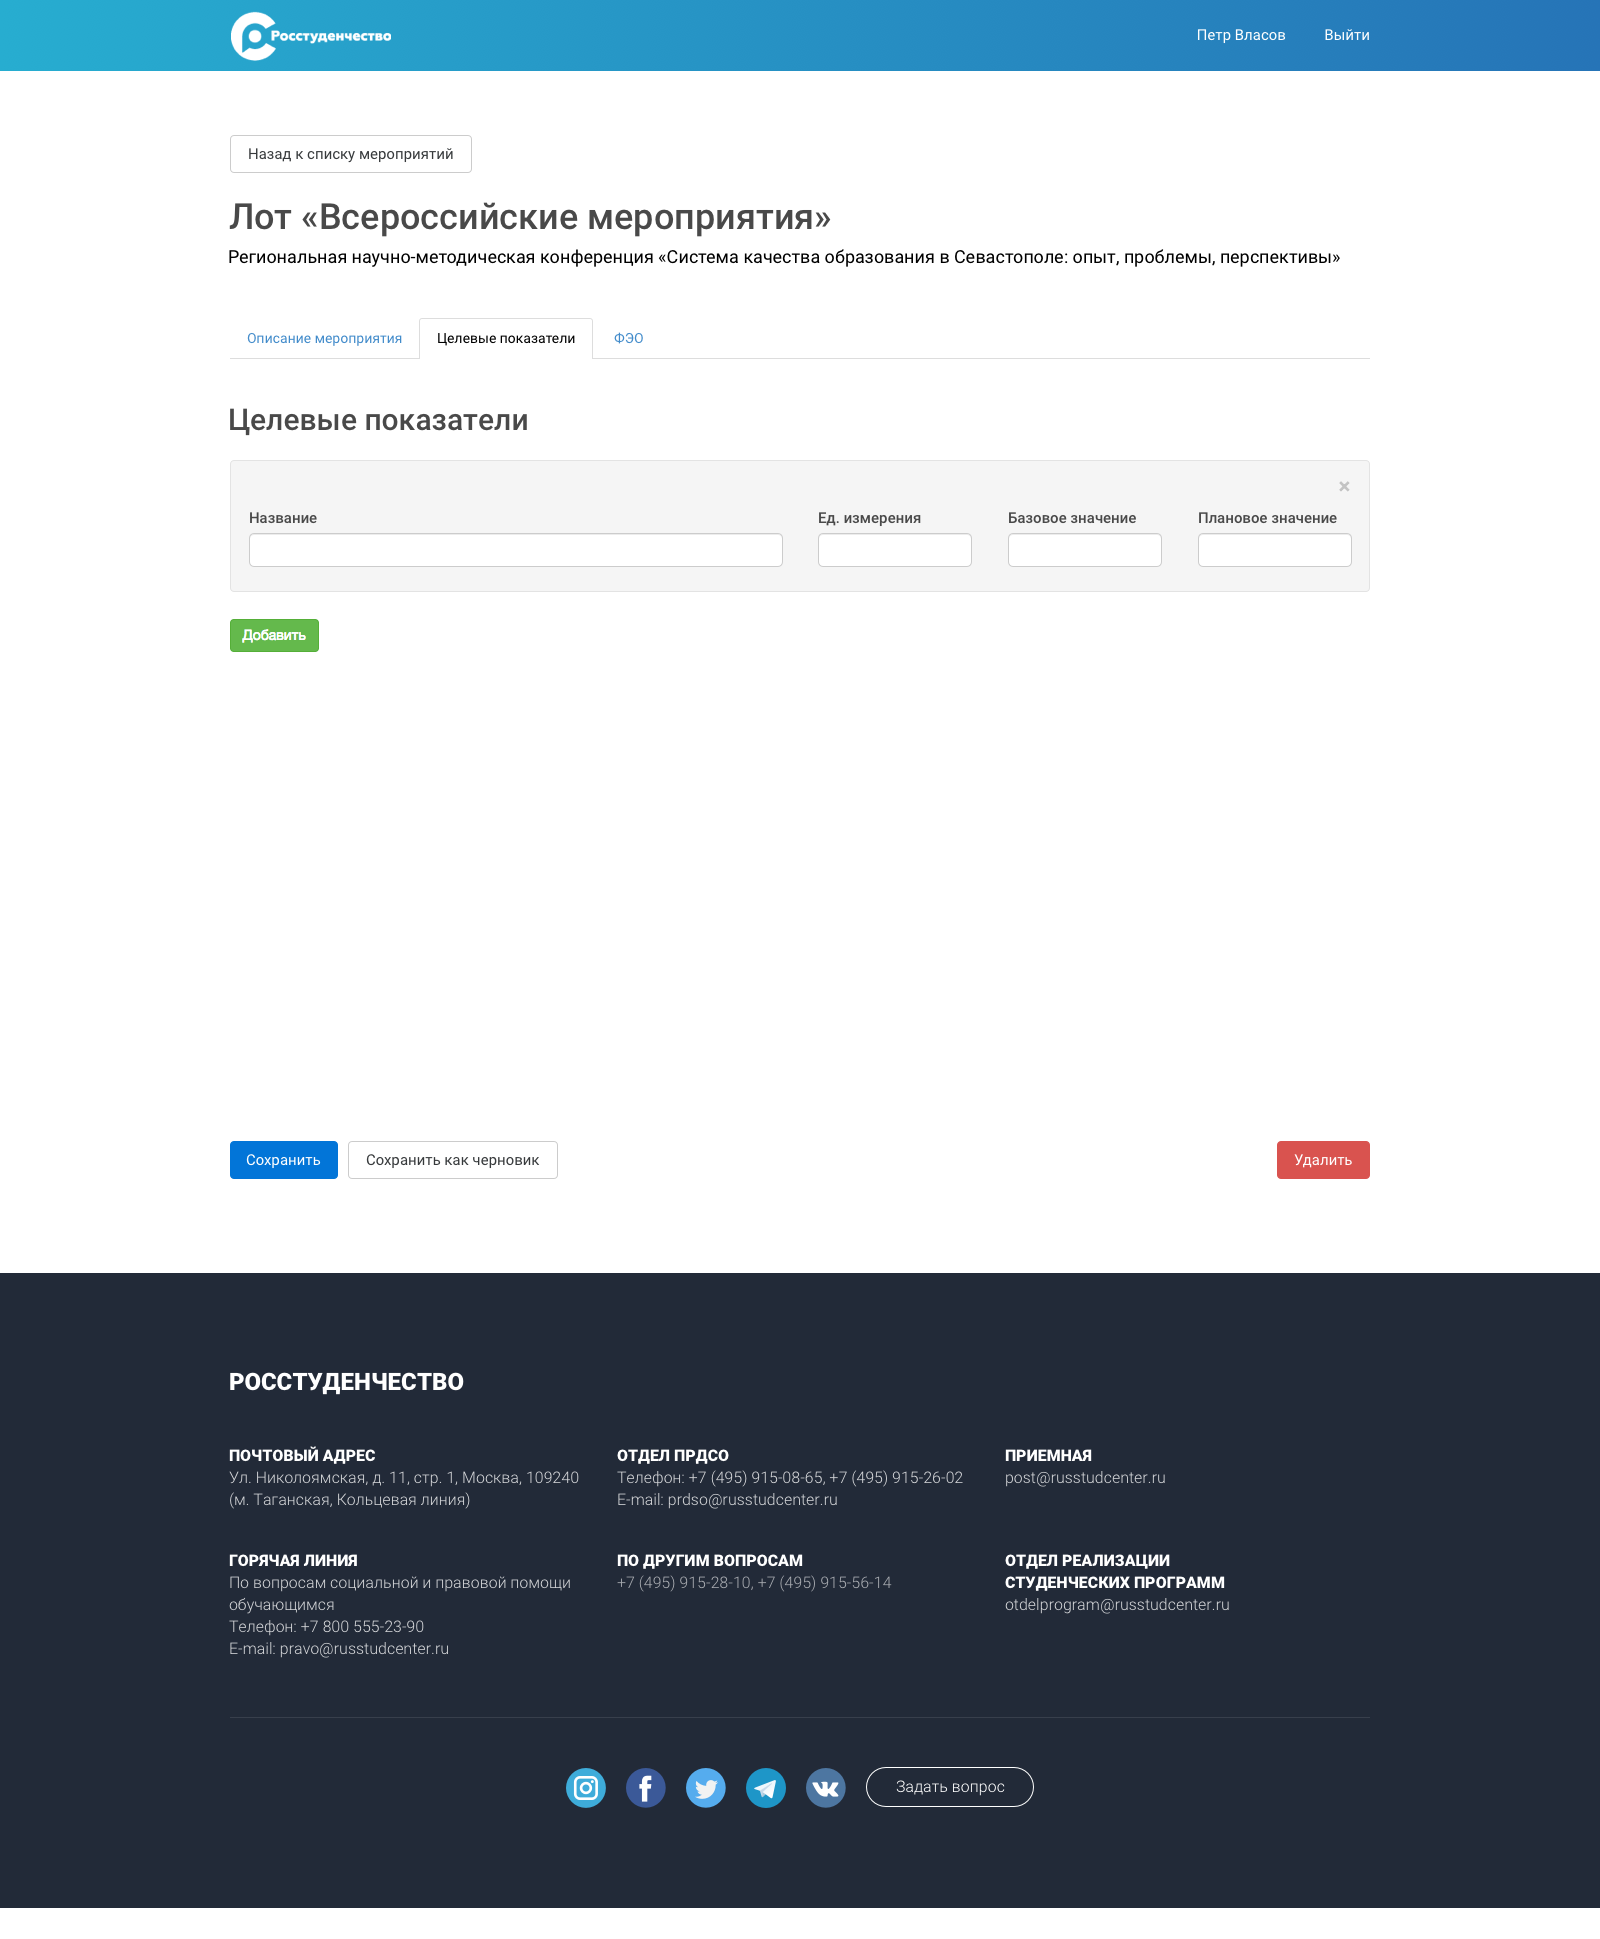 Росстуденчество
Петр Власов
Выйти
Назад к списку мероприятий
Лот «Всероссийские мероприятия»
Региональная научно-методическая конференция «Система качества образования в Севастополе: опыт, проблемы, перспективы»
Описание мероприятия
Целевые показатели
ФЭО
Целевые показатели
×
Название
Ед. измерения
Базовое значение
Плановое значение
Добавить
Сохранить
Сохранить как черновик
Удалить
РОССТУДЕНЧЕСТВО
ПОЧТОВЫЙ АДРЕС
Ул. Николоямская, д. 11, стр. 1, Москва, 109240
(м. Таганская, Кольцевая линия)
ОТДЕЛ ПРДСО
Телефон: +7 (495) 915-08-65, +7 (495) 915-26-02
E-mail: prdso@russtudcenter.ru
ПРИЕМНАЯ
post@russtudcenter.ru
ГОРЯЧАЯ ЛИНИЯ
По вопросам социальной и правовой помощи
обучающимся
Телефон: +7 800 555-23-90
E-mail: pravo@russtudcenter.ru
ПО ДРУГИМ ВОПРОСАМ
+7 (495) 915-28-10, +7 (495) 915-56-14
ОТДЕЛ РЕАЛИЗАЦИИ
СТУДЕНЧЕСКИХ ПРОГРАММ
otdelprogram@russtudcenter.ru
Задать вопрос